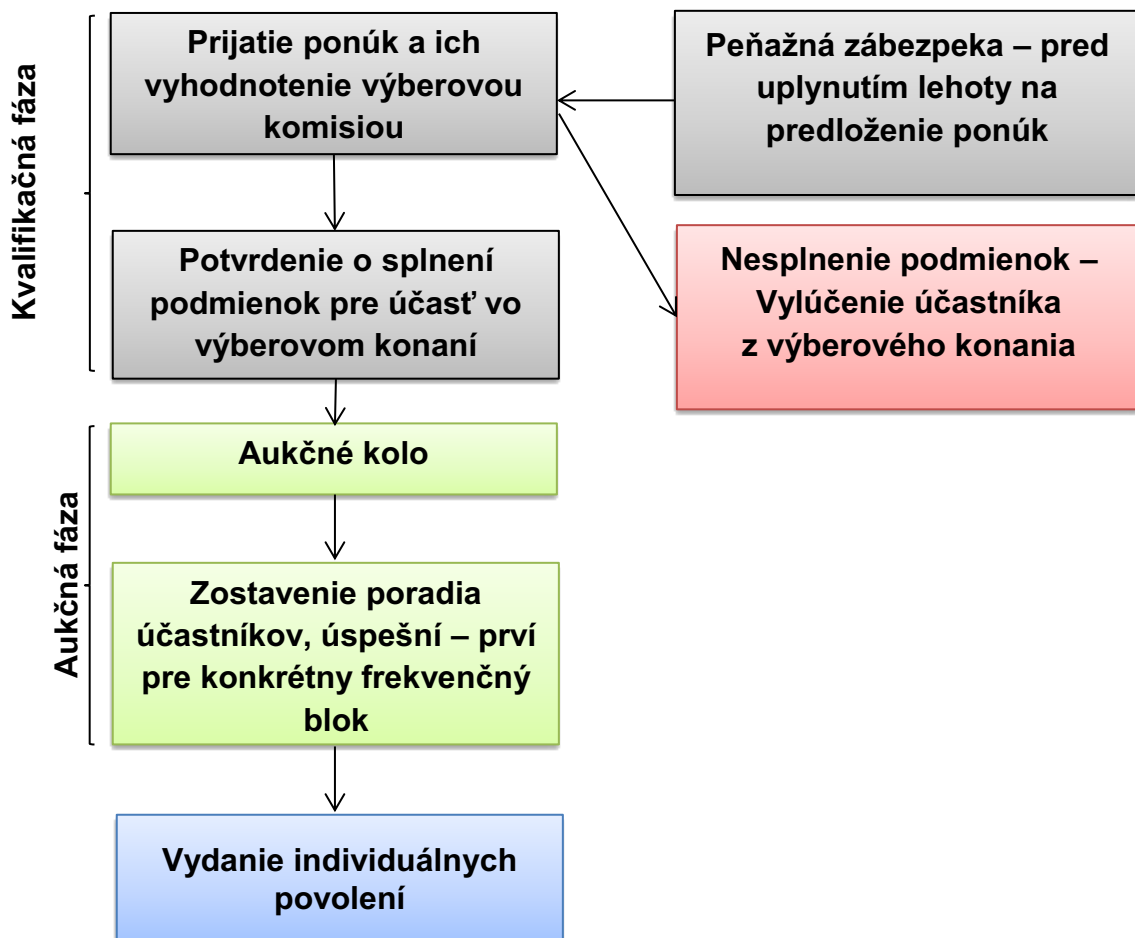 Kvalifikačná fáza
Prijatie ponúk a ich
vyhodnotenie výberovou
komisiou
Peňažná zábezpeka – pred
uplynutím lehoty na
predloženie ponúk
Potvrdenie o splnení
podmienok pre účasť vo
výberovom konaní
Nesplnenie podmienok –
Vylúčenie účastníka
z výberového konania
Aukčná fáza
Aukčné kolo
Zostavenie poradia
účastníkov, úspešní – prví
pre konkrétny frekvenčný
blok
Vydanie individuálnych
povolení